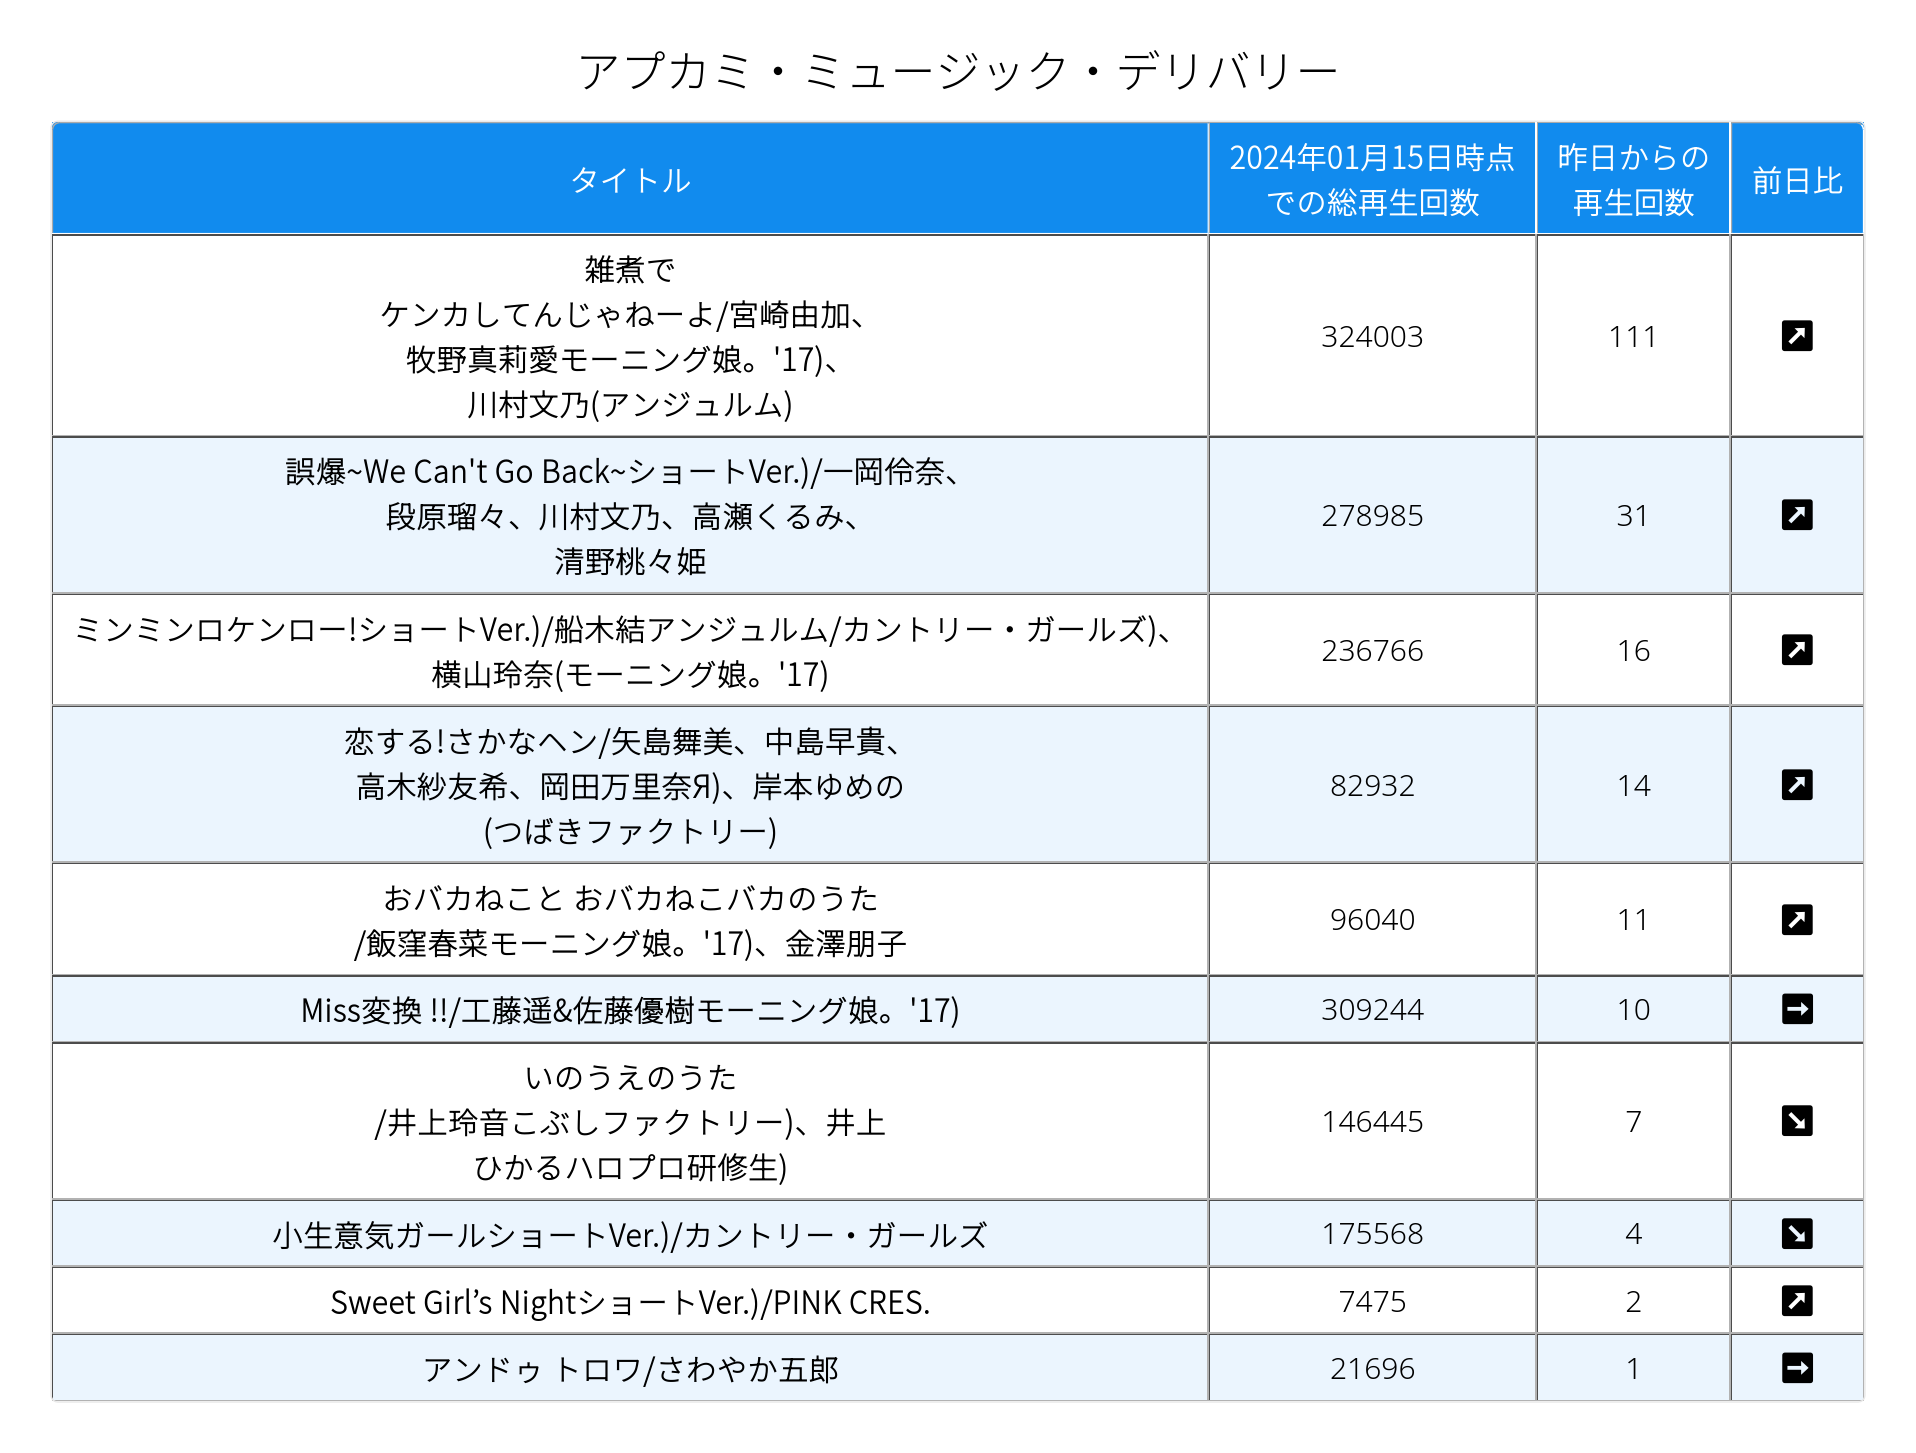 アプカミ・ミュージック・デリバリー
タイトル
2024年01月15日時点
での総再生回数
昨日からの
再生回数
前日比
雑煮で
ケンカしてんじゃねーよ/宮崎由加、
牧野真莉愛モーニング娘。'17)、
川村文乃(アンジュルム)
324003
111
↗
誤爆~We Can't Go Back~ショートVer.)/一岡伶奈、
段原瑠々、川村文乃、高瀬くるみ、
清野桃々姫
278985
31
↗
ミンミンロケンロー!ショートVer.)/船木結アンジュルム/カントリー・ガールズ)、
横山玲奈(モーニング娘。'17)
236766
16
↗
恋する!さかなヘン/矢島舞美、中島早貴、
高木紗友希、岡田万里奈Я)、岸本ゆめの
(つばきファクトリー)
82932
14
↗
おバカねこと おバカねこバカのうた
/飯窪春菜モーニング娘。'17)、金澤朋子
96040
11
↗
Miss変換 !!/工藤遥&佐藤優樹モーニング娘。'17)
309244
10
→
いのうえのうた
/井上玲音こぶしファクトリー)、井上
ひかるハロプロ研修生)
146445
7
↘
小生意気ガールショートVer.)/カントリー・ガールズ
175568
4
↘
Sweet Girl’s NightショートVer.)/PINK CRES.
7475
2
↗
アンドゥ トロワ/さわやか五郎
21696
1
→